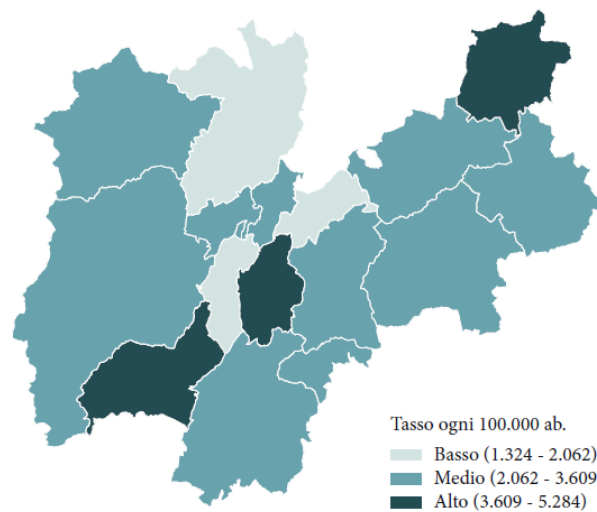 Tasso ogni 100.000 ab.
Basso (1.324 - 2.062)
Medio (2.062 - 3.609
Alto (3.609 - 5.284)